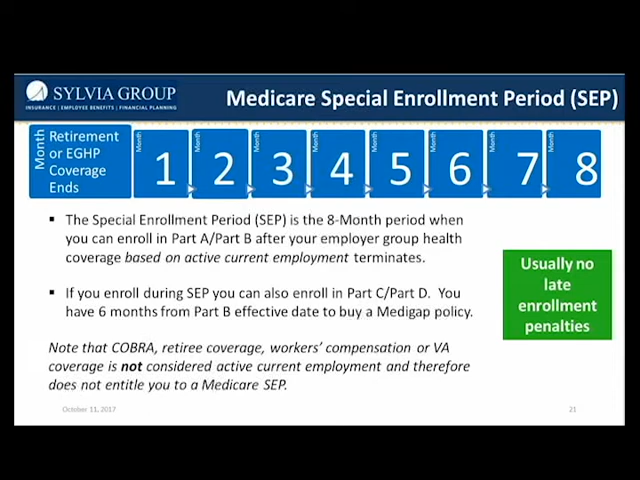 SYLVIA GROUP
INSURANCE | EMPLOYEE BENEFITS | FINANCIAL PLANNING
Medicare Special Enrollment Period (SEP)
Month
Retirement
or EGHP
Coverage
Ends
Month 1
Month 2
Month 3
Month 4
Month 5
Month 6
Month 7
Month 8
▪ The Special Enrollment Period (SEP) is the 8-Month period when
you can enroll in Part A/Part B after your employer group health
coverage based on active current employment terminates.
▪ If you enroll during SEP you can also enroll in Part C/Part D. You
have 6 months from Part B effective date to buy a Medigap policy.
Usually no
late
enrollment
penalties
Note that COBRA, retiree coverage, workers' compensation or VA
coverage is not considered active current employment and therefore
does not entitle you to a Medicare SEP.
October 11, 2017
21